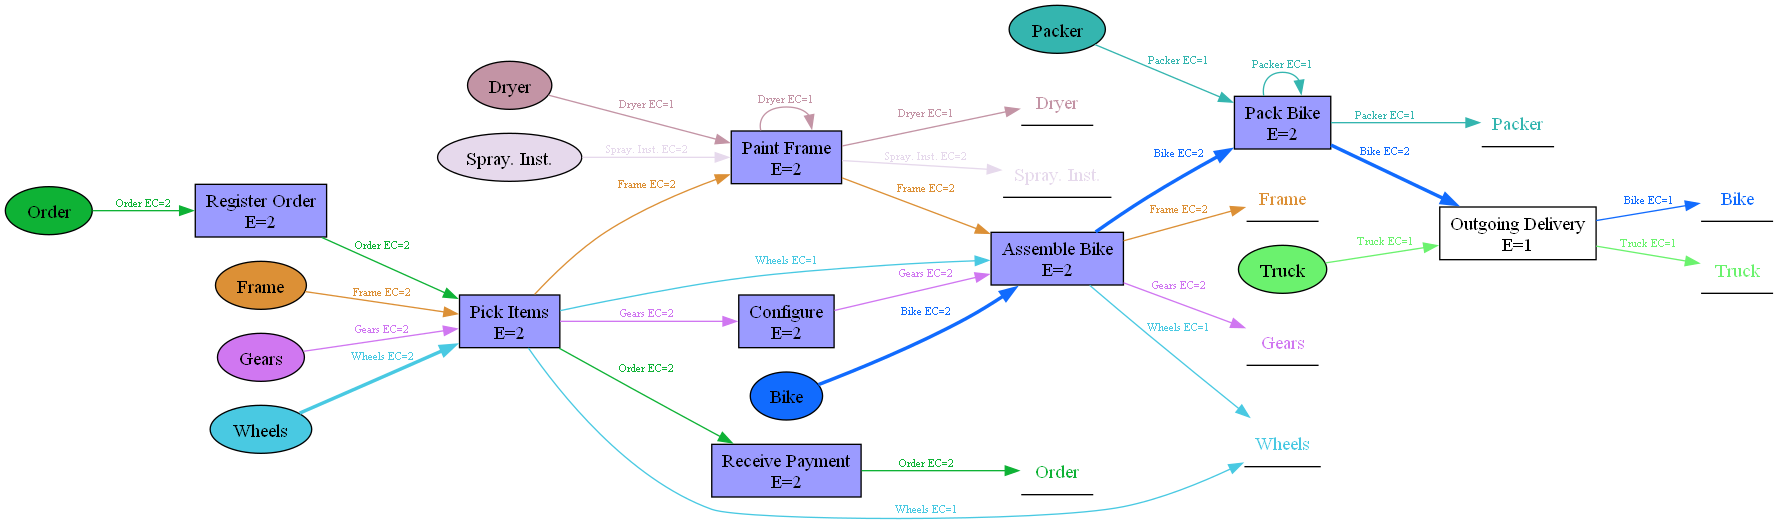 Packer
Packer EC=1
Packer EC=1
Dryer
Dryer EC=1
Dryer EC=1
Dryer EC=1
Dryer
Pack Bike
E=2
Packer EC=1
Packer
Spray. Inst.
Spray. Inst. EC=2
Paint Frame
E=2
Spray. Inst. EC=2
Spray. Inst.
Bike EC=2
Bike EC=2
Frame EC=2
Frame EC=2
Order
Order EC=2
Register Order
E=2
Order EC=2
Frame EC=2
Frame
Bike EC=1
Bike
Outgoing Delivery
E=1
Assemble Bike
E=2
Truck
Truck EC=1
Truck EC=1
Truck
Wheels EC=1
Gears EC=2
Gears EC=2
Frame
Frame EC=2
Pick Items
E=2
Gears EC=2
Configure
E=2
Bike EC=2
Wheels EC=1
Gears
Gears
Gears EC=2
Wheels EC=2
Order EC=2
Bike
Wheels
Wheels
Receive Payment
E=2
Order EC=2
Order
Wheels EC=1